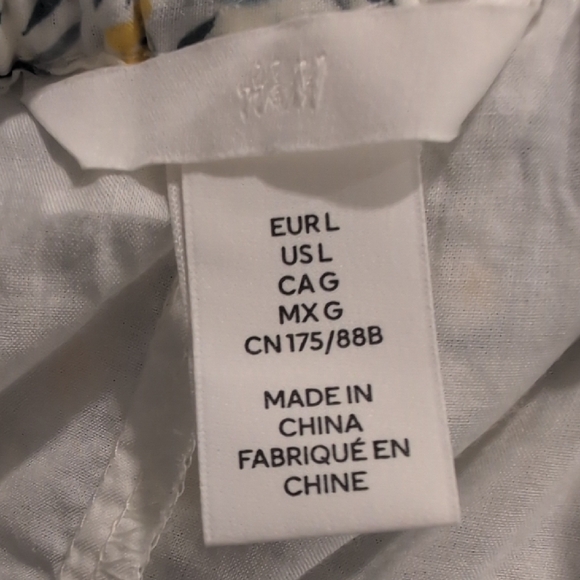 H&M
EUR L
US L
CA G
MX G
CN 175/88B
MADE IN
CHINA
FABRIQUÉ EN
CHINE